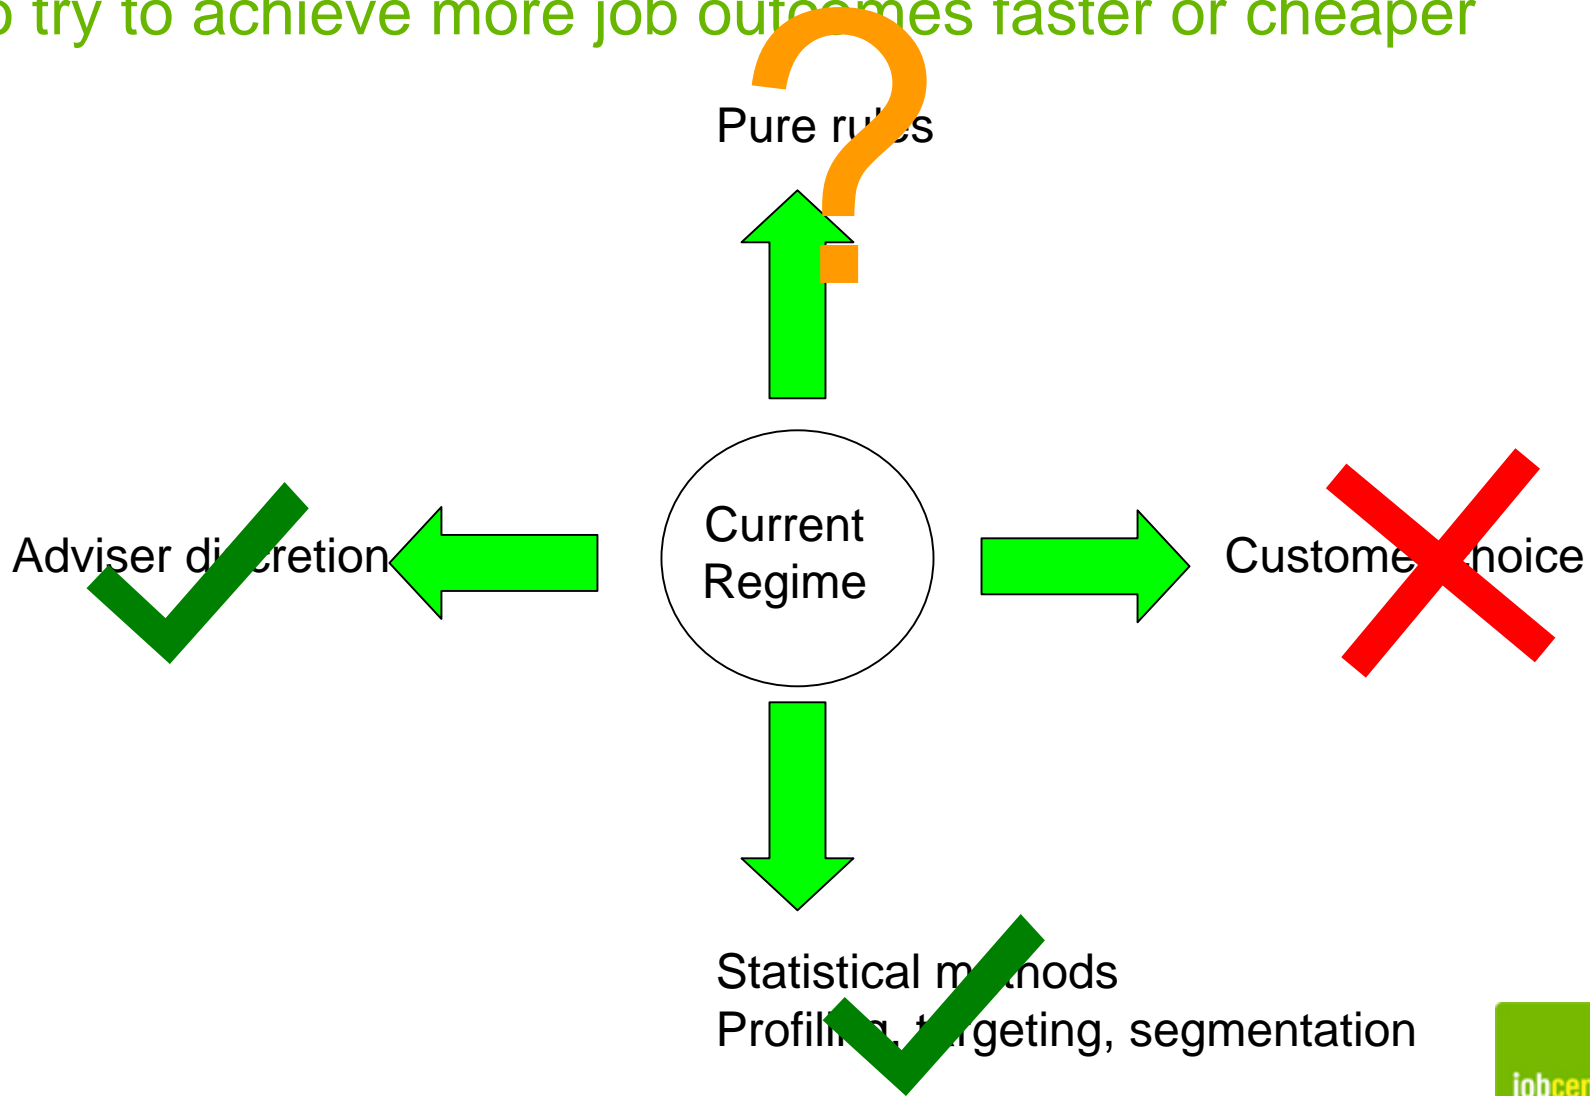 try to achieve more job outcomes faster or cheaper
Pure rules
Current
Regime
Adviser discretion
Customer choice
Statistical methods
Profiling, targeting, segmentation